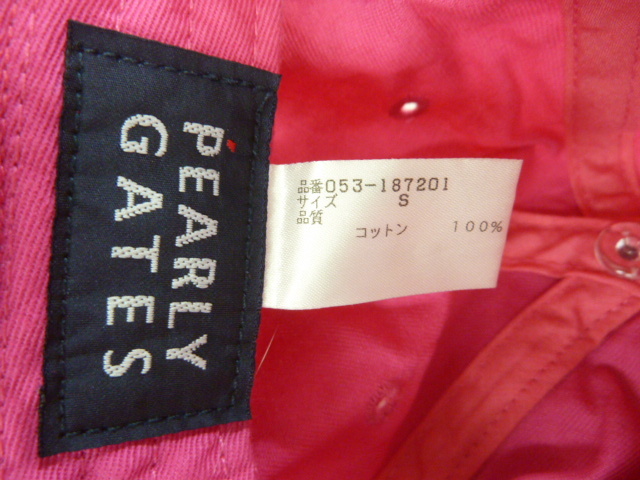 PEARLY
GATES
品番053-187201
サイズ S
品質
コットン 100%